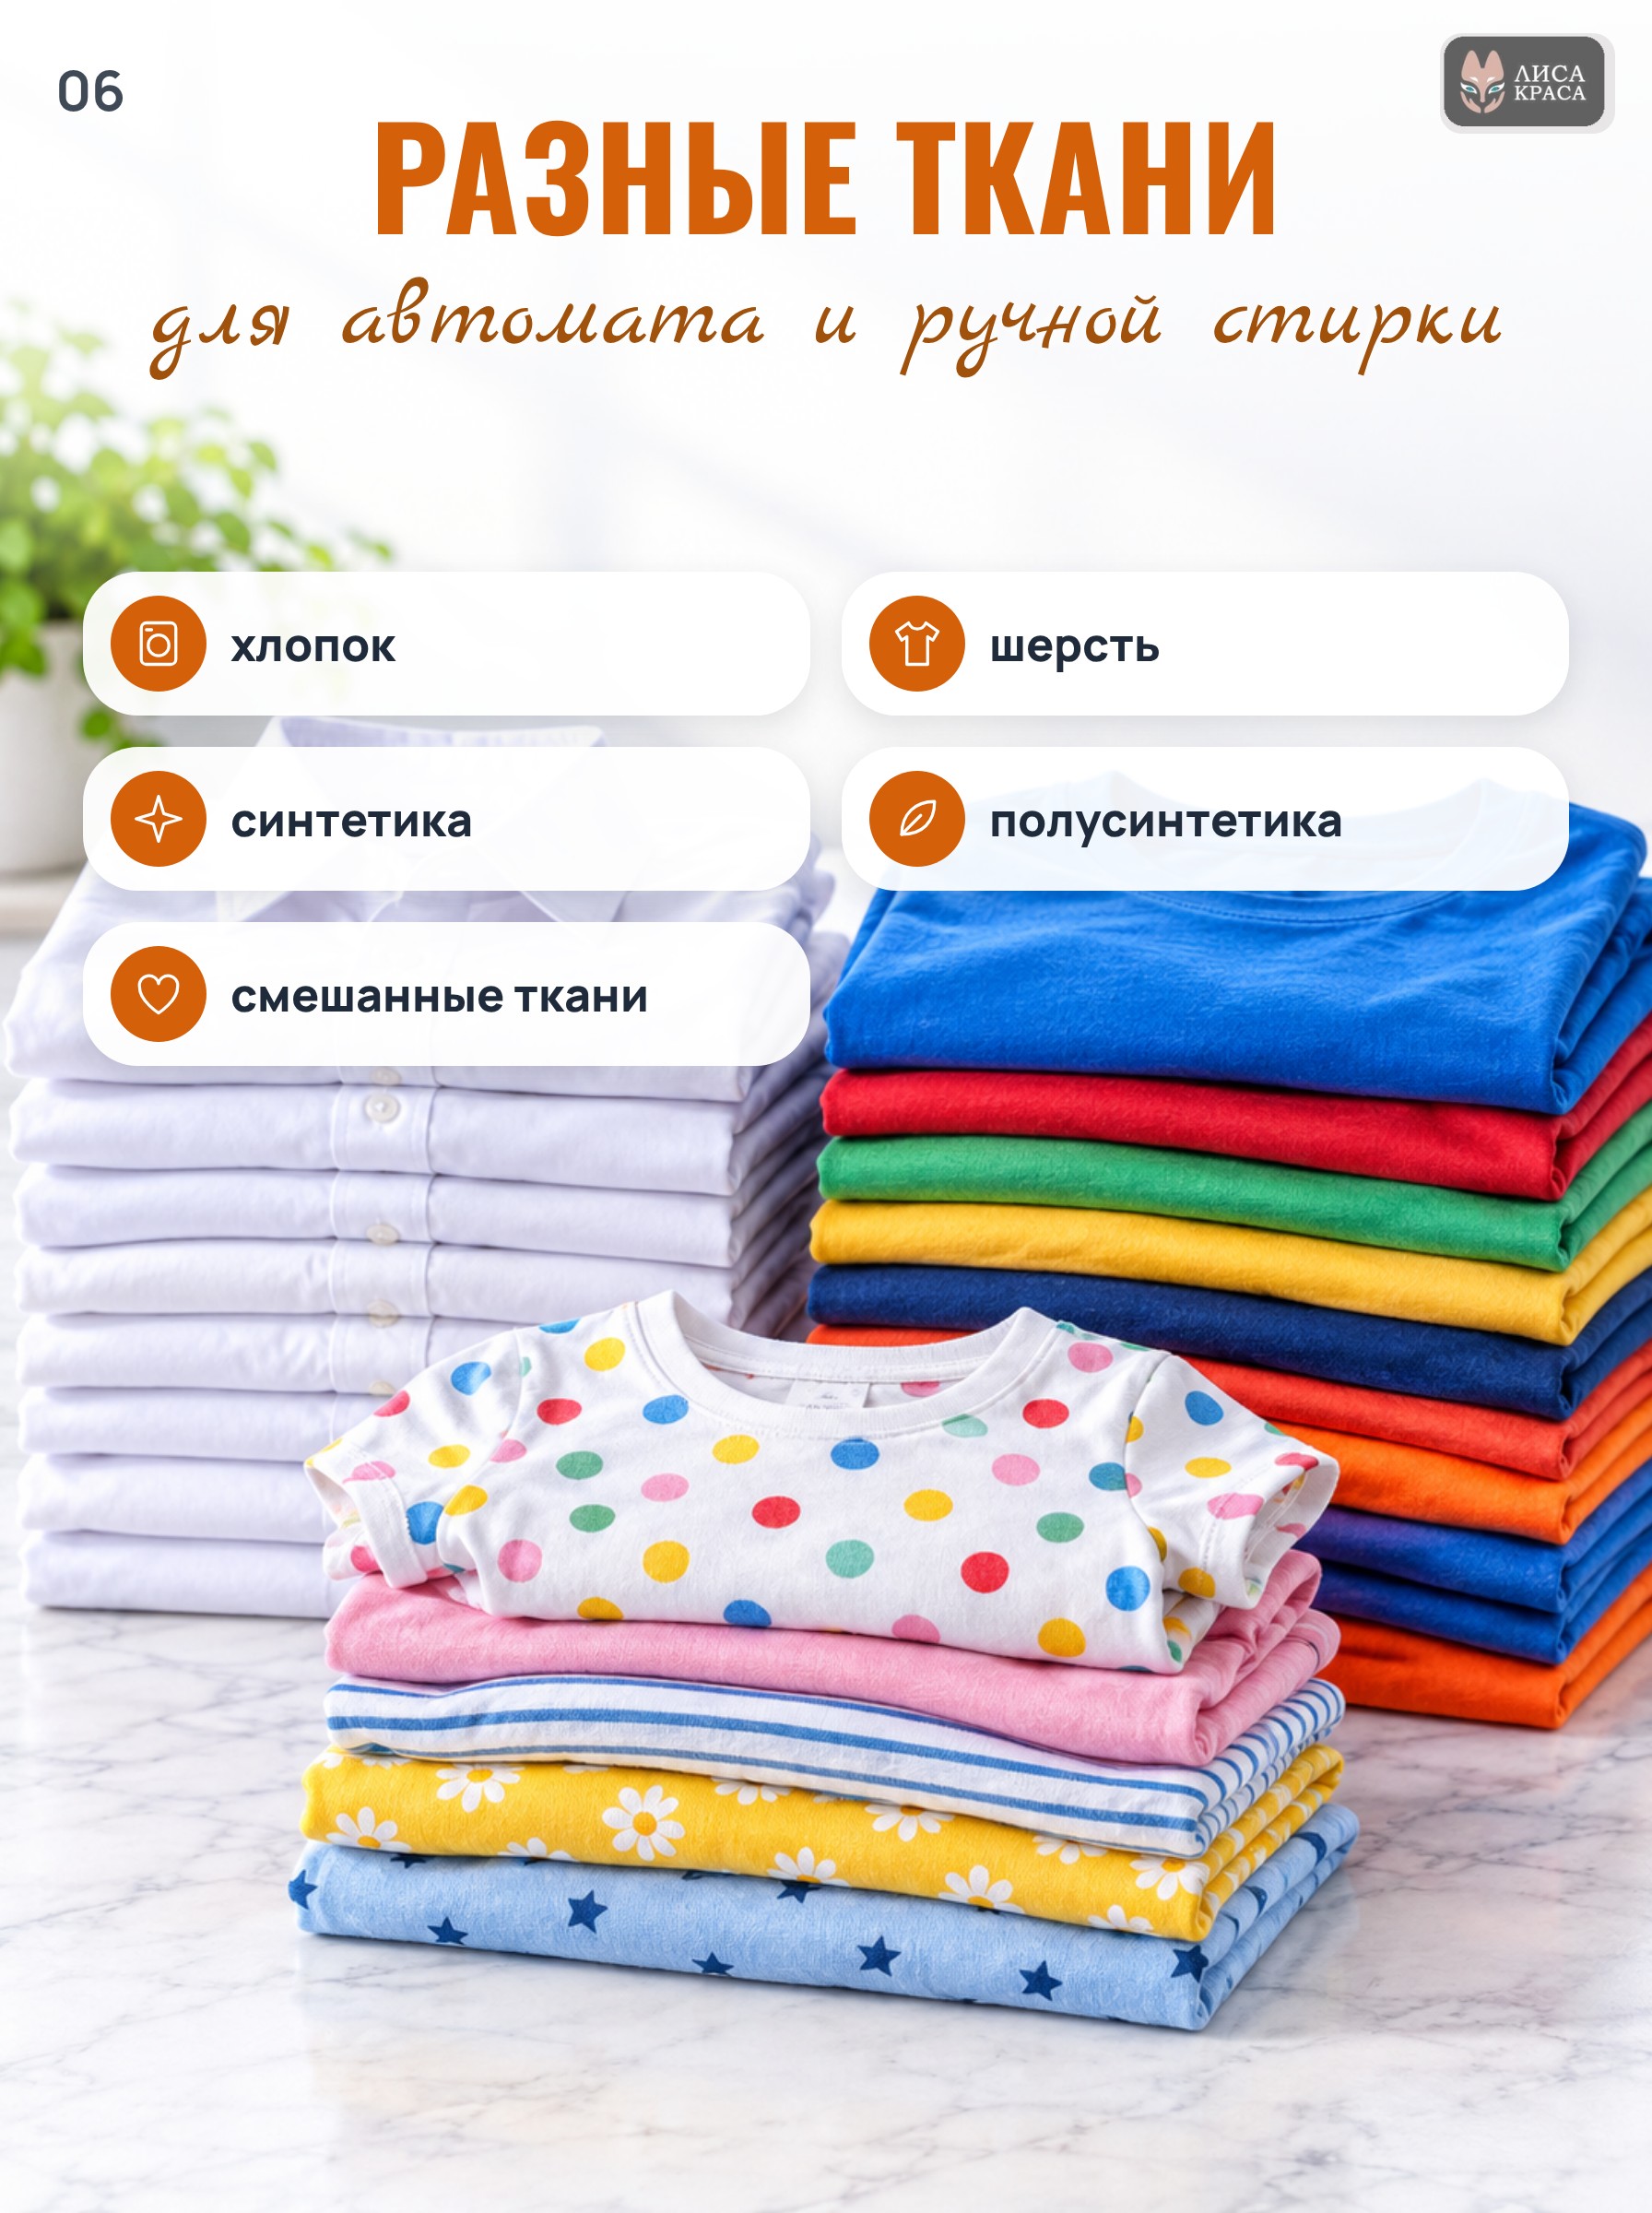 06
ЛИСА
КРАСА
РАЗНЫЕ ТКАНИ
для автомата и ручной стирки
хлопок
шерсть
синтетика
полусинтетика
смешанные ткани